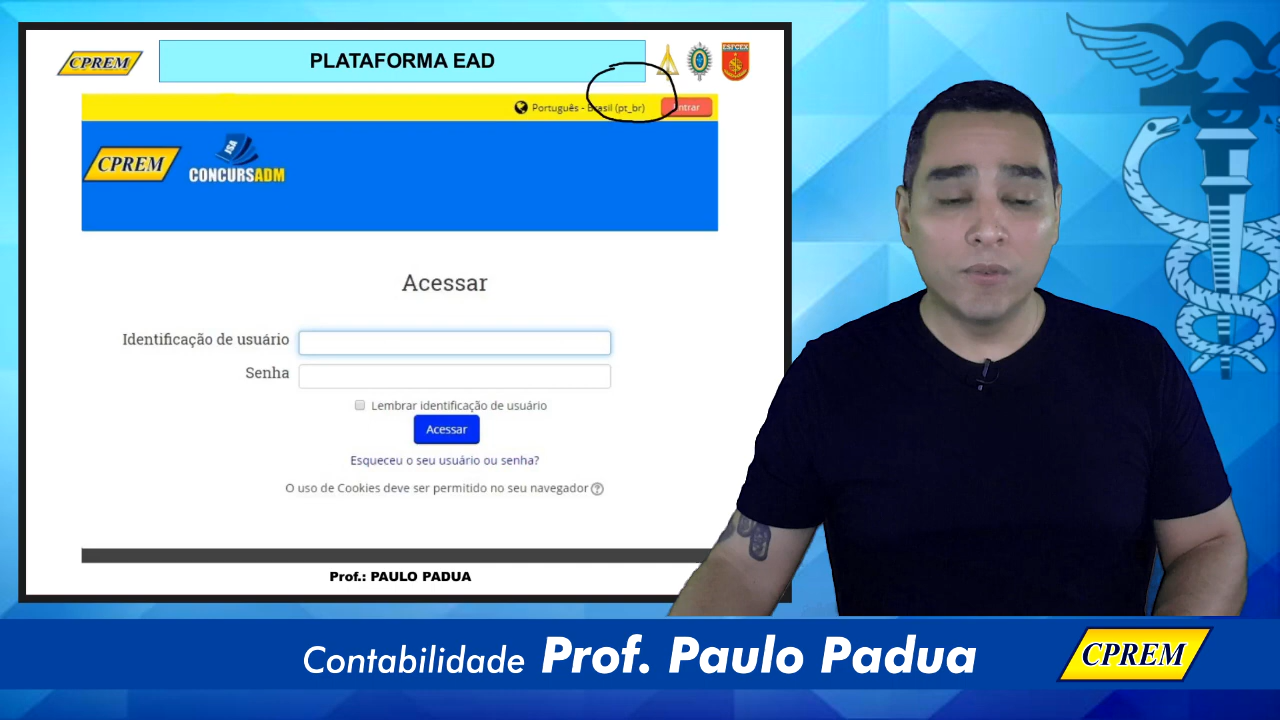 CPREM
PLATAFORMA EAD
ESFCEX
Português - Brasil (pt_br)
Entrar
CPREM
ISA
CONCURSADM
Acessar
Identificação de usuário
Senha
Lembrar identificação de usuário
Acessar
Esqueceu o seu usuário ou senha?
O uso de Cookies deve ser permitido no seu navegador
Prof.: PAULO PADUA
Contabilidade Prof. Paulo Padua
CPREM